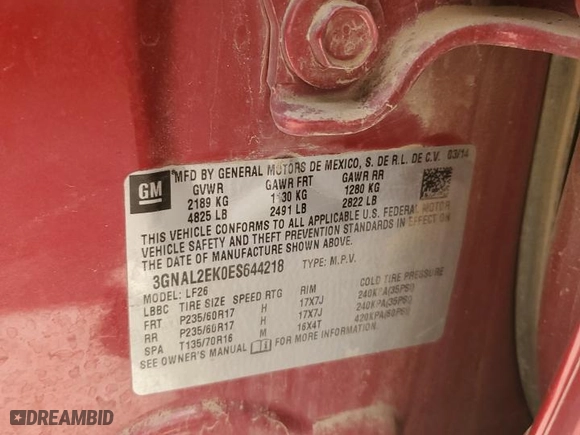 GM
*MFD BY GENERAL MOTORS DE MEXICO, S. DE R.L. DE C.V. 03/14
GVWR GAWR FRT GAWR RR
2189 KG 1130 KG 1280 KG
4825 LB 2491 LB 2822 LB
THIS VEHICLE CONFORMS TO ALL APPLICABLE U.S. FEDERAL MOTOR
VEHICLE SAFETY AND THEFT PREVENTION STANDARDS IN EFFECT ON
THE DATE OF MANUFACTURE SHOWN ABOVE.
3GNAL2EK0ES644218 TYPE: M.P.V.
MODEL: LF26
LBBC TIRE SIZE SPEED RTG RIM COLD TIRE PRESSURE
FRT P235/60R17 H 17X7J 240KPA(35PSI)
RR P235/60R17 H 17X7J 240KPA(35PSI)
SPA T135/70R16 M 16X4T 420KPA(60PSI)
SEE OWNER'S MANUAL FOR MORE INFORMATION
DREAMBID